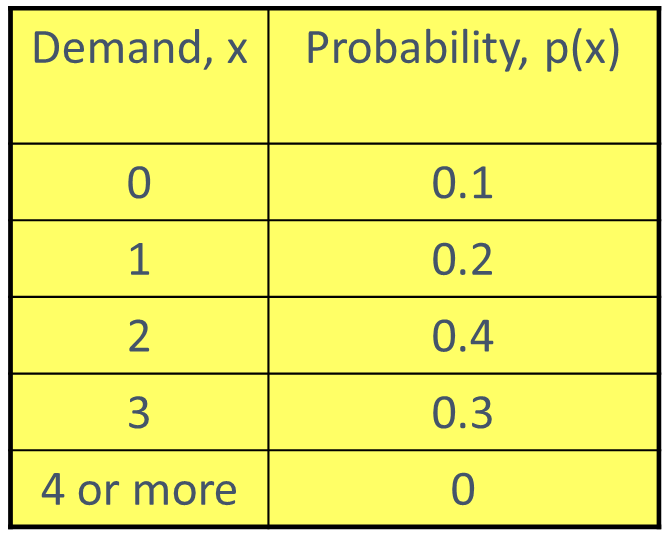 Demand, x Probability, p(x)
0 0.1
1 0.2
2 0.4
3 0.3
4 or more 0